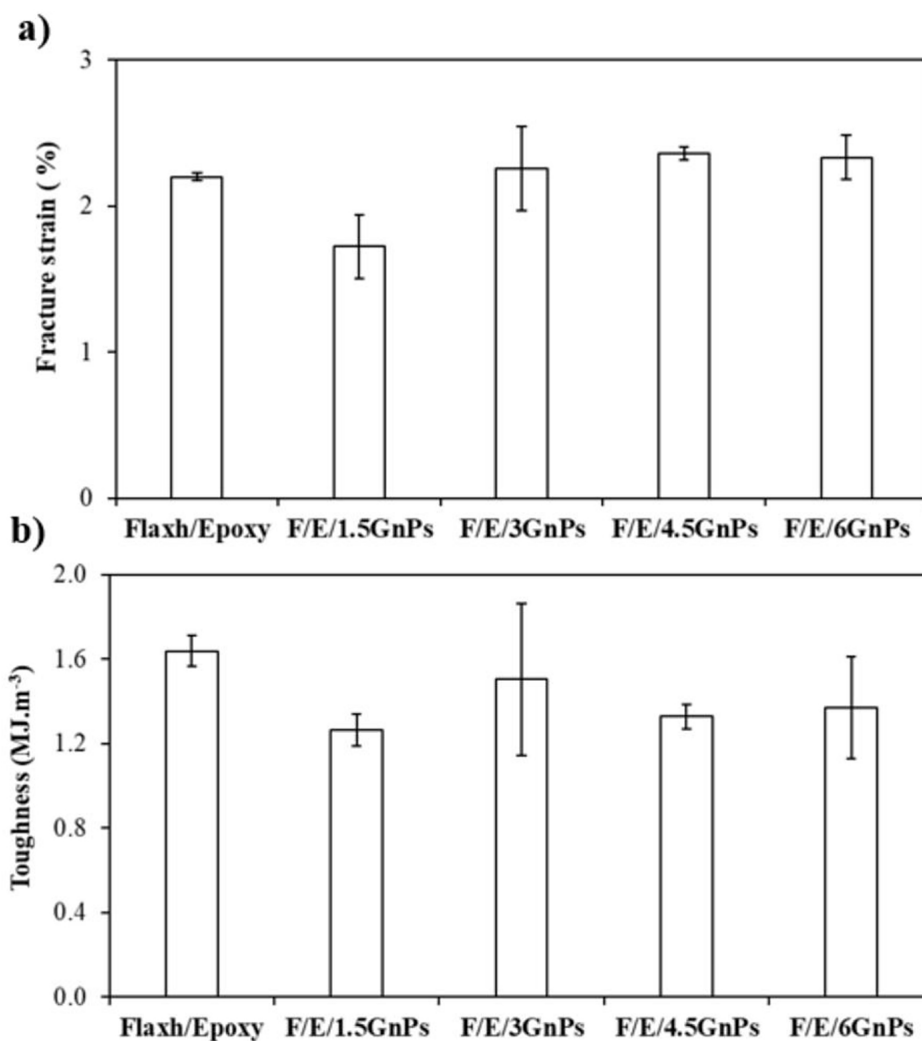 a)
3
2
1
0
Fracture strain ( %)
Flaxh/Epoxy F/E/1.5GnPs F/E/3GnPs F/E/4.5GnPs F/E/6GnPs
b)
2.0
1.6
1.2
0.8
0.4
0.0
Toughness (MJ.m⁻³)
Flaxh/Epoxy F/E/1.5GnPs F/E/3GnPs F/E/4.5GnPs F/E/6GnPs